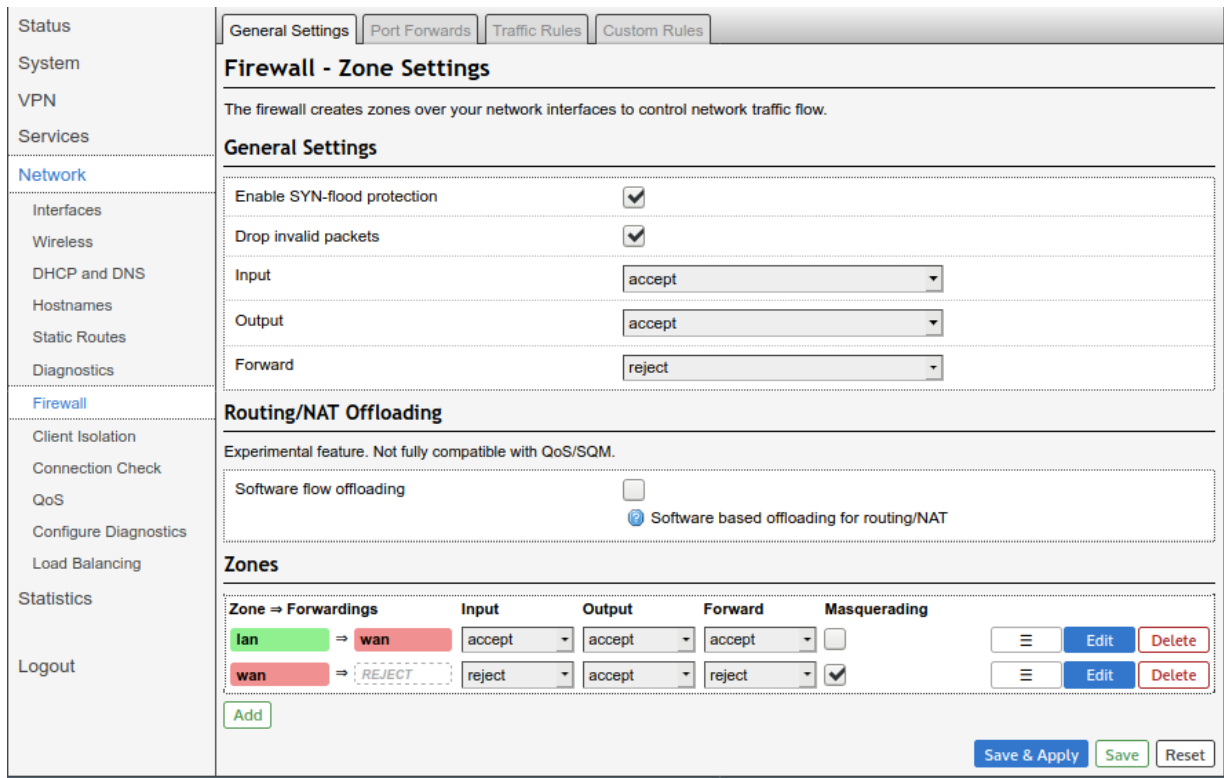 Status
System
VPN
Services
Network
Interfaces
Wireless
DHCP and DNS
Hostnames
Static Routes
Diagnostics
Firewall
Client Isolation
Connection Check
QoS
Configure Diagnostics
Load Balancing
Statistics
Logout
General Settings Port Forwards Traffic Rules Custom Rules
Firewall - Zone Settings
The firewall creates zones over your network interfaces to control network traffic flow.
General Settings
Enable SYN-flood protection
Drop invalid packets
Input accept
Output accept
Forward reject
Routing/NAT Offloading
Experimental feature. Not fully compatible with QoS/SQM.
Software flow offloading
Software based offloading for routing/NAT
Zones
Zone ⇒ Forwardings Input Output Forward Masquerading
lan ⇒ wan accept accept accept ☰ Edit Delete
wan ⇒ REJECT reject accept reject ☰ Edit Delete
Add
Save & Apply Save Reset